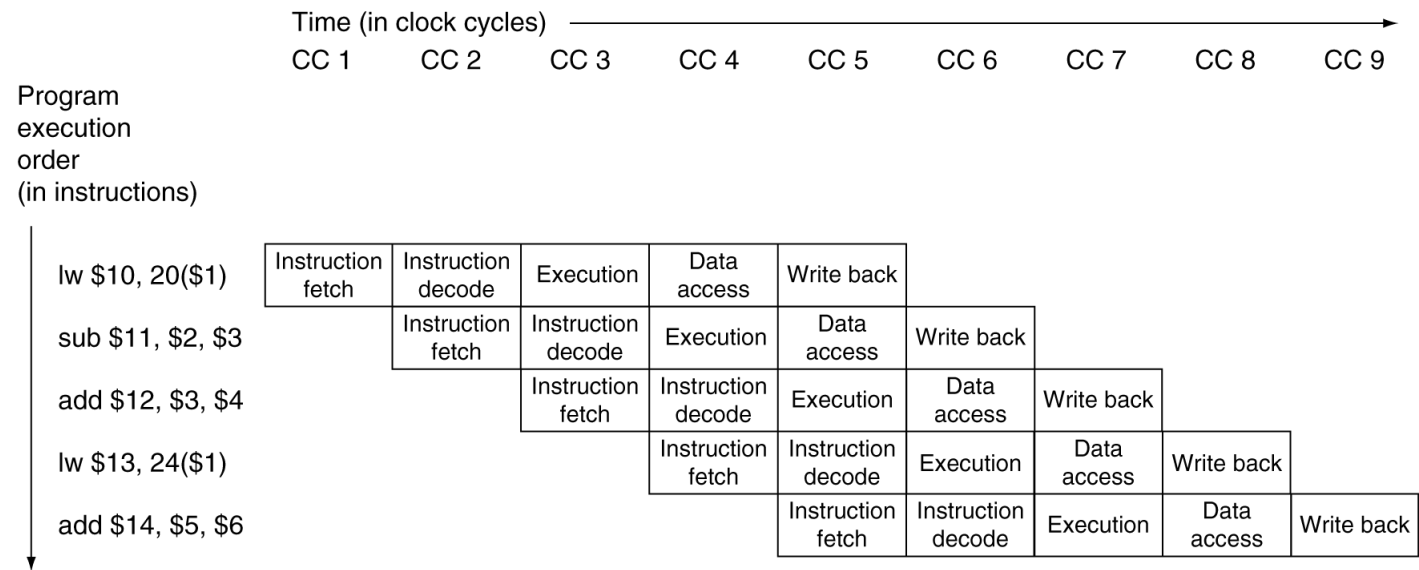 Time (in clock cycles)
CC 1 CC 2 CC 3 CC 4 CC 5 CC 6 CC 7 CC 8 CC 9
Program
execution
order
(in instructions)
lw $10, 20($1)
Instruction fetch
Instruction decode
Execution
Data access
Write back
sub $11, $2, $3
Instruction fetch
Instruction decode
Execution
Data access
Write back
add $12, $3, $4
Instruction fetch
Instruction decode
Execution
Data access
Write back
lw $13, 24($1)
Instruction fetch
Instruction decode
Execution
Data access
Write back
add $14, $5, $6
Instruction fetch
Instruction decode
Execution
Data access
Write back